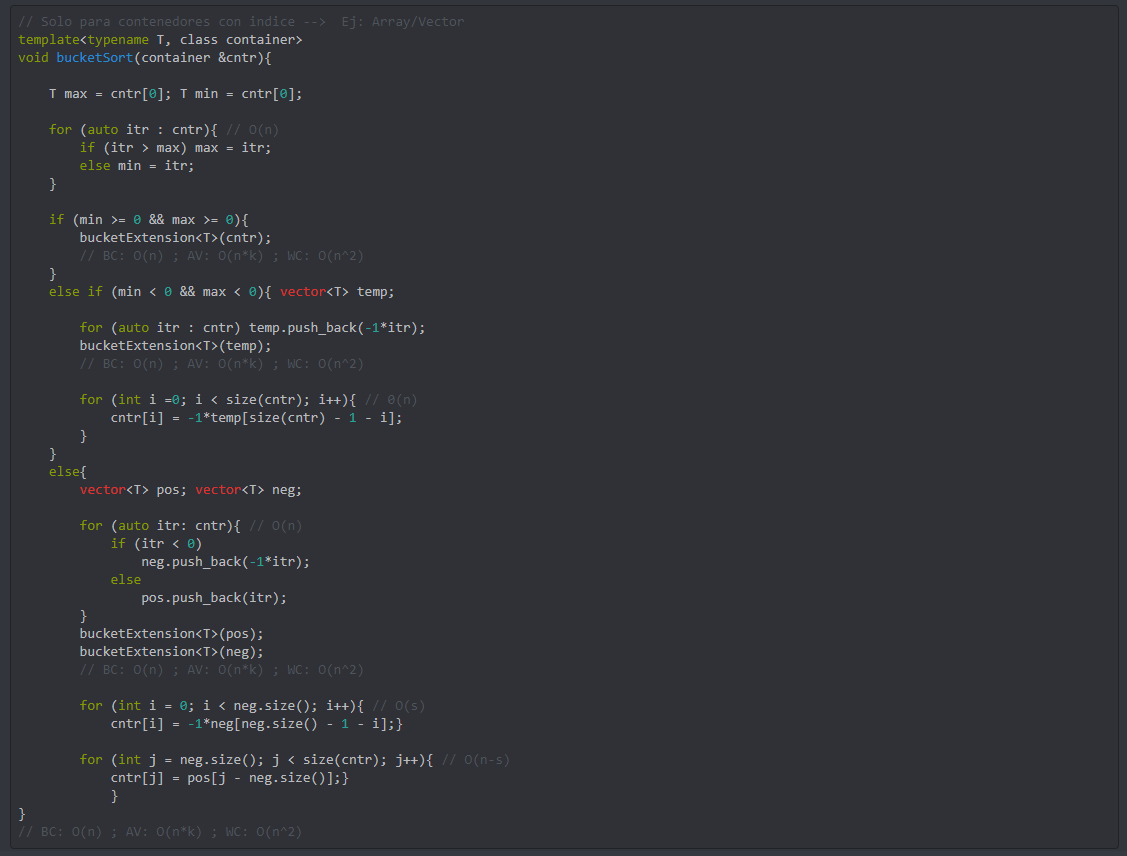 // Solo para contenedores con indice -->  Ej: Array/Vector
template<typename T, class container>
void bucketSort(container &cntr){
    T max = cntr[0]; T min = cntr[0];
    for (auto itr : cntr){ // O(n)
        if (itr > max) max = itr;
        else min = itr;
    }
    if (min >= 0 && max >= 0){
        bucketExtension<T>(cntr);
        // BC: O(n) ; AV: O(n*k) ; WC: O(n^2)
    }
    else if (min < 0 && max < 0){ vector<T> temp;
        for (auto itr : cntr) temp.push_back(-1*itr);
        bucketExtension<T>(temp);
        // BC: O(n) ; AV: O(n*k) ; WC: O(n^2)
        for (int i =0; i < size(cntr); i++){ // θ(n)
            cntr[i] = -1*temp[size(cntr) - 1 - i];
        }
    }
    else{
        vector<T> pos; vector<T> neg;
        for (auto itr: cntr){ // O(n)
            if (itr < 0)
                neg.push_back(-1*itr);
            else
                pos.push_back(itr);
        }
        bucketExtension<T>(pos);
        bucketExtension<T>(neg);
        // BC: O(n) ; AV: O(n*k) ; WC: O(n^2)
        for (int i = 0; i < neg.size(); i++){ // O(s)
            cntr[i] = -1*neg[neg.size() - 1 - i];}
        for (int j = neg.size(); j < size(cntr); j++){ // O(n-s)
            cntr[j] = pos[j - neg.size()];}
            }
}
// BC: O(n) ; AV: O(n*k) ; WC: O(n^2)